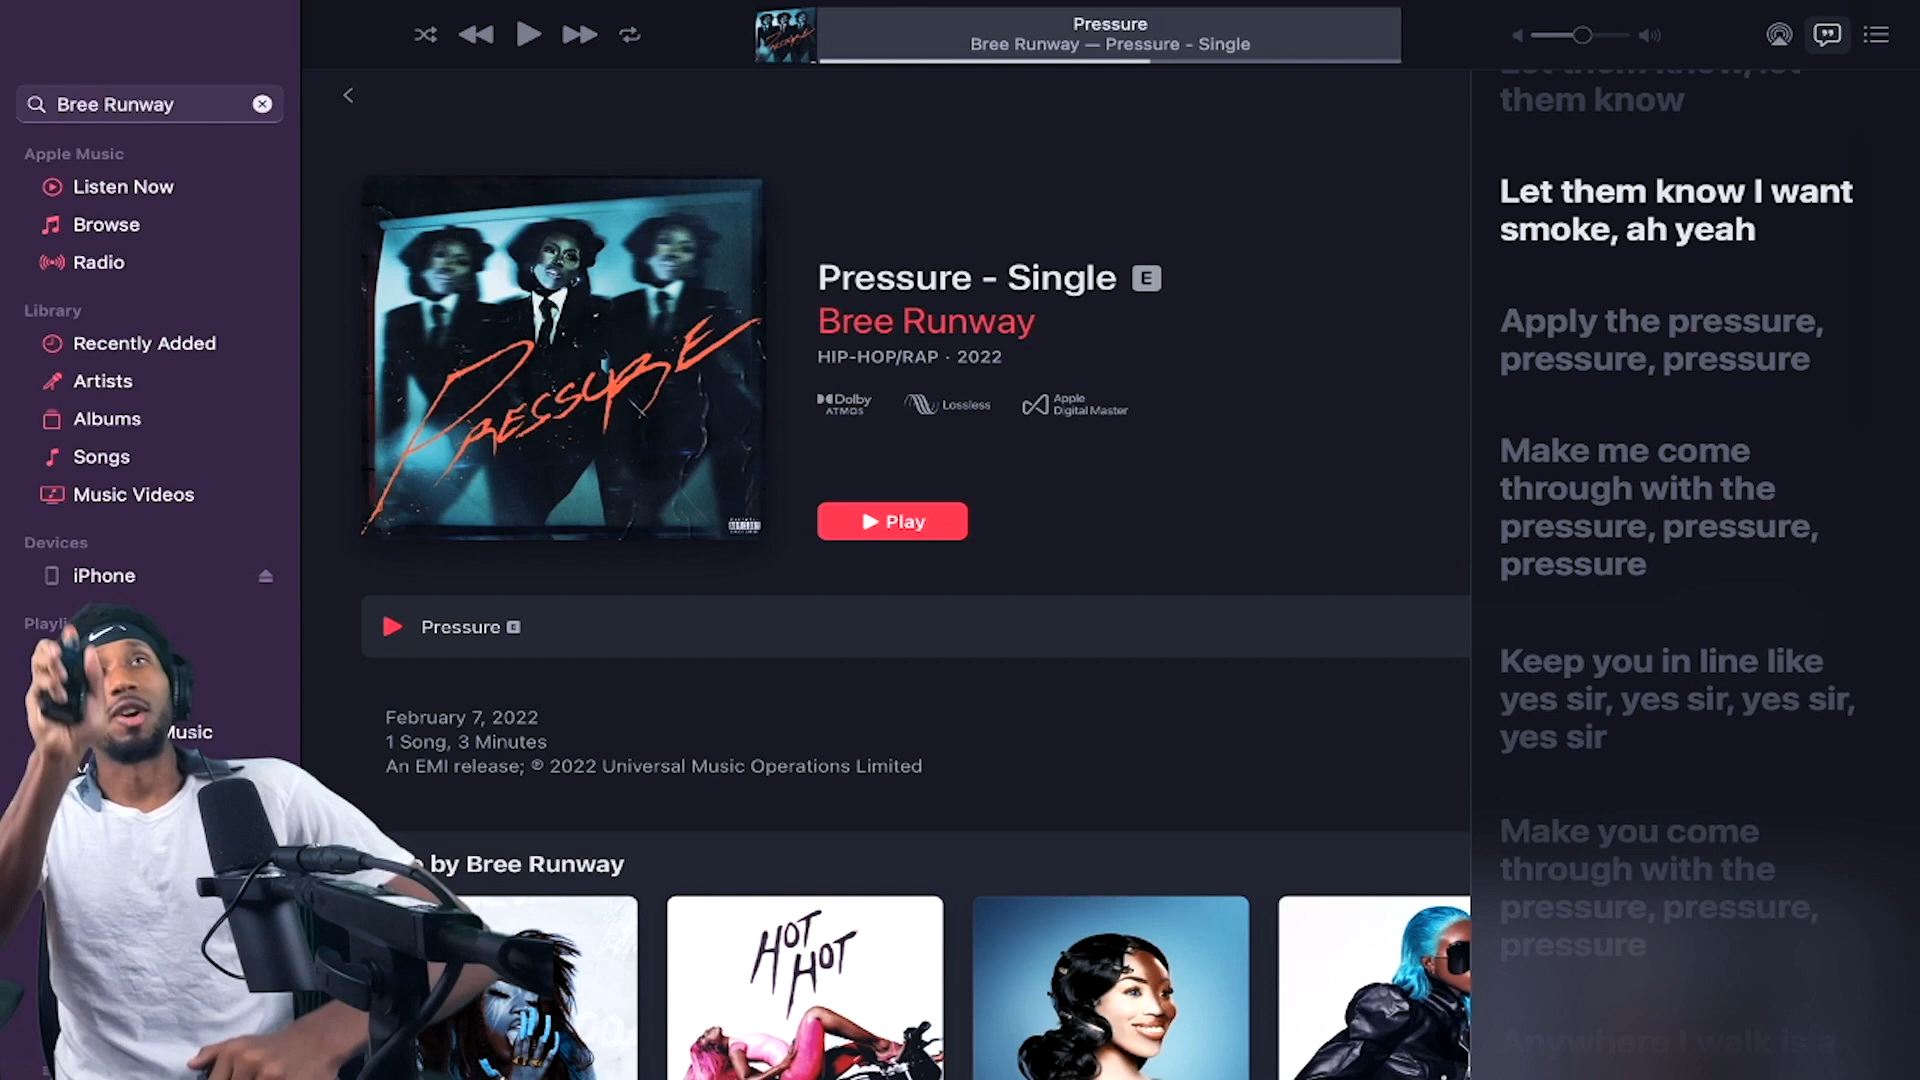 Pressure
Bree Runway — Pressure - Single
Bree Runway
Apple Music
Listen Now
Browse
Radio
Library
Recently Added
Artists
Albums
Songs
Music Videos
Devices
iPhone
Playli
Music
PRESSURE
Pressure - Single E
Bree Runway
HIP-HOP/RAP · 2022
Dolby
ATMOS
Lossless
Apple
Digital Master
Play
Pressure E
February 7, 2022
1 Song, 3 Minutes
An EMI release; ℗ 2022 Universal Music Operations Limited
by Bree Runway
HOT
HOT
them know
Let them know I want
smoke, ah yeah
Apply the pressure,
pressure, pressure
Make me come
through with the
pressure, pressure,
pressure
Keep you in line like
yes sir, yes sir, yes sir,
yes sir
Make you come
through with the
pressure, pressure,
pressure
Anywhere I walk is a